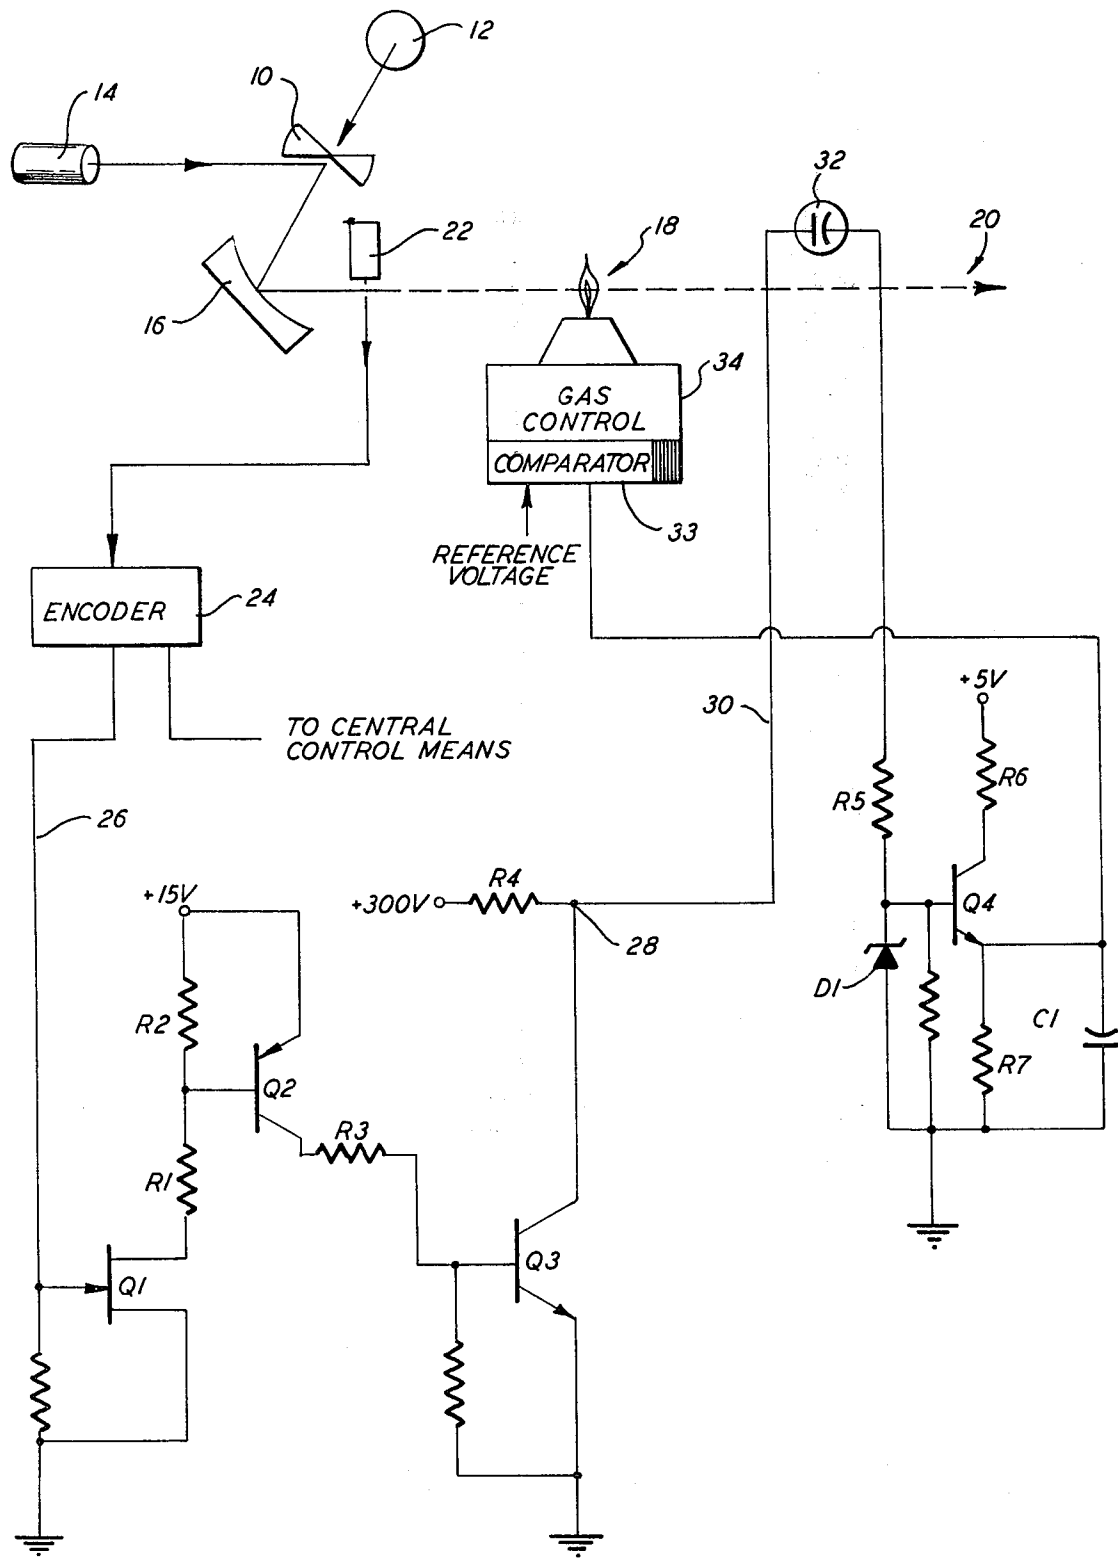 12
10
14
32
20
22
18
16
34
GAS
CONTROL
COMPARATOR
33
REFERENCE
VOLTAGE
ENCODER
24
+5V
30
TO CENTRAL
CONTROL MEANS
R6
R5
26
R4
+15V
+300V
Q4
28
D1
R2
C1
R7
Q2
R3
R1
Q3
Q1